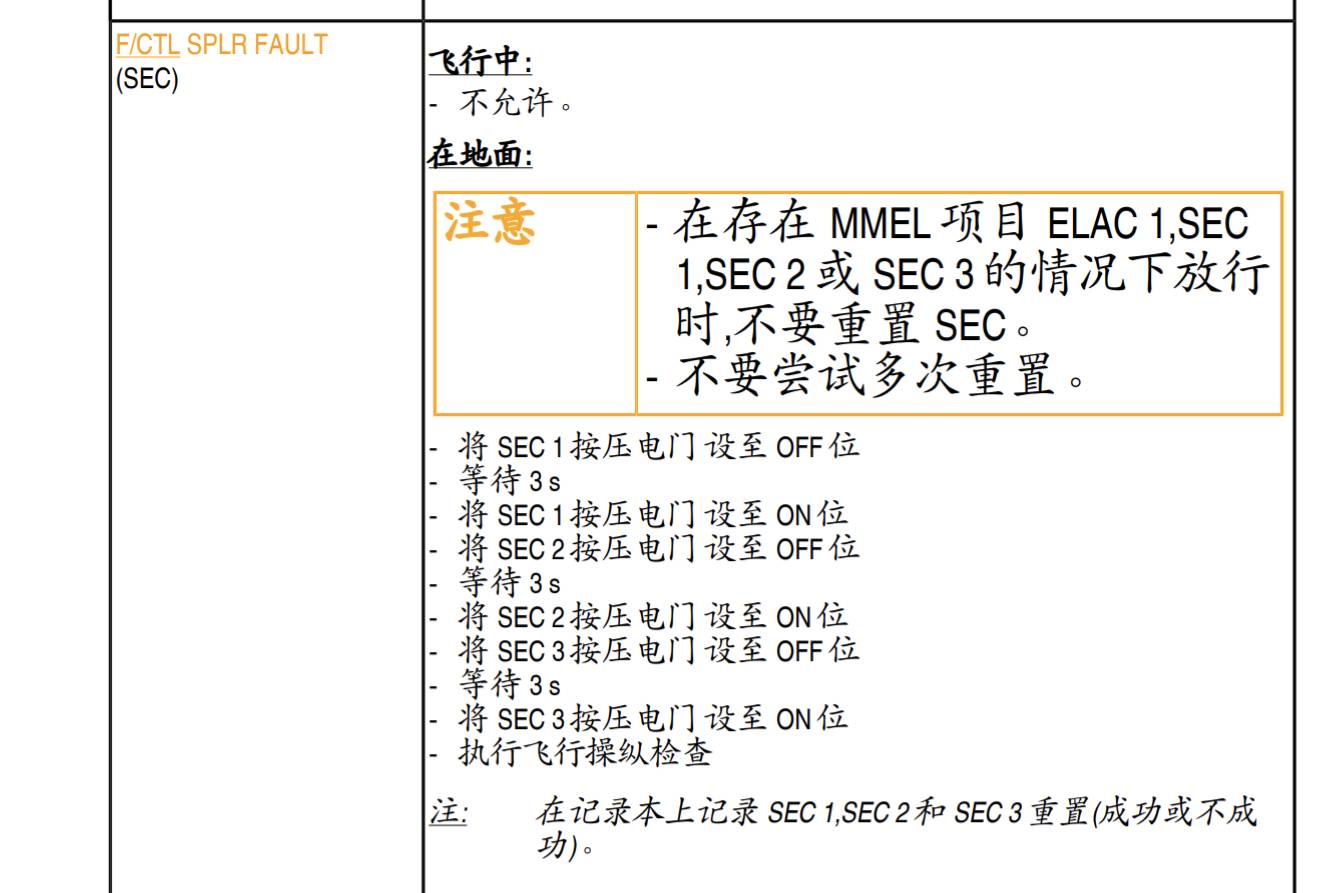 F/CTL SPLR FAULT
(SEC)
飞行中:
- 不允许。
在地面:
注意
- 在存在 MMEL 项目 ELAC 1,SEC
1,SEC 2 或 SEC 3 的情况下放行
时,不要重置 SEC。
- 不要尝试多次重置。
- 将 SEC 1 按压电门 设至 OFF 位
- 等待 3 s
- 将 SEC 1 按压电门 设至 ON 位
- 将 SEC 2 按压电门 设至 OFF 位
- 等待 3 s
- 将 SEC 2 按压电门 设至 ON 位
- 将 SEC 3 按压电门 设至 OFF 位
- 等待 3 s
- 将 SEC 3 按压电门 设至 ON 位
- 执行飞行操纵检查
注: 在记录本上记录 SEC 1,SEC 2 和 SEC 3 重置(成功或不成
功)。